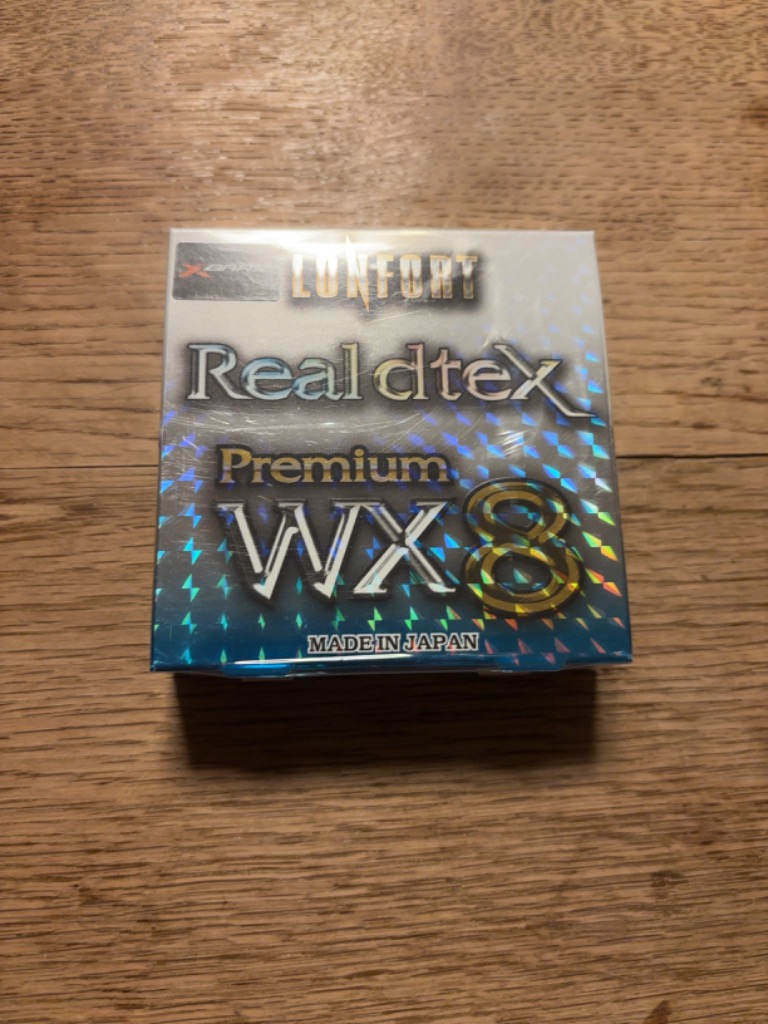 LONFORT
Real dteX
Premium
WX8
MADE IN JAPAN